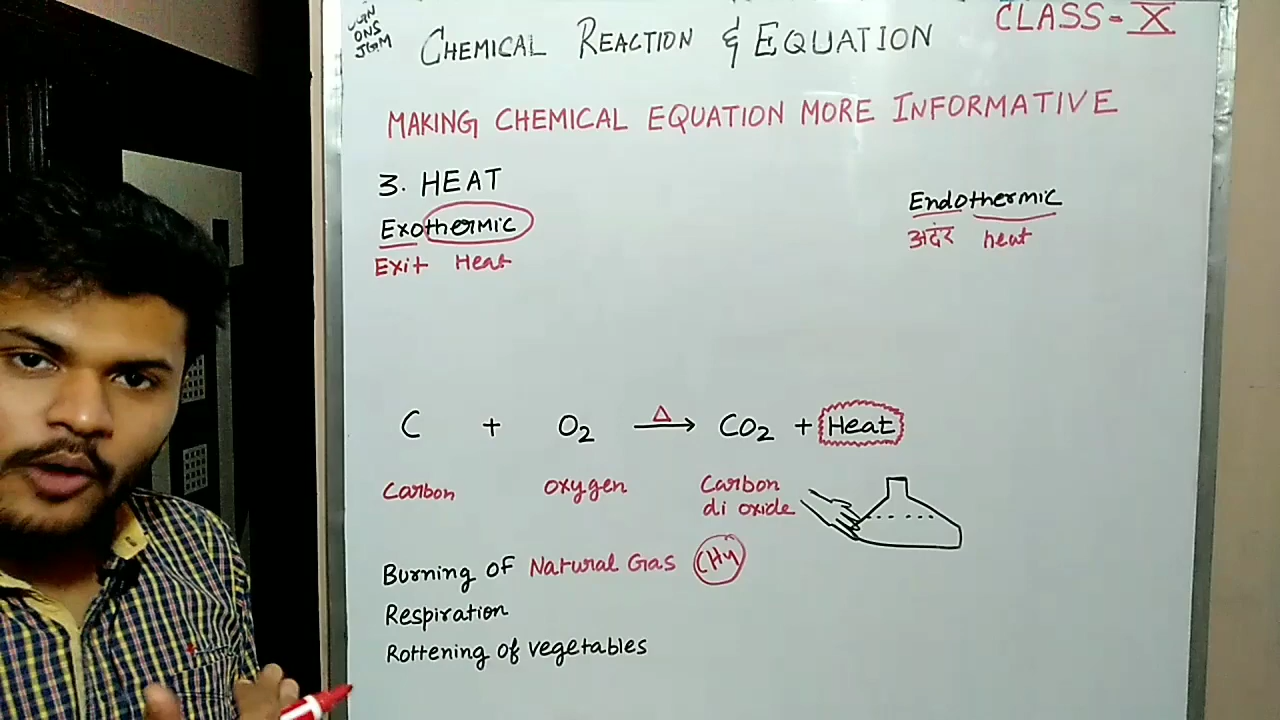 CLASS-X
ONS
CHEMICAL REACTION & EQUATION
MAKING CHEMICAL EQUATION MORE INFORMATIVE
3. HEAT
Exothermic
Exit Heat
Endothermic
अंदर heat
C + O2 Δ→ CO2 + Heat
Carbon oxygen Carbon
di oxide
Burning of Natural Gas CH4
Respiration
Rottening of vegetables